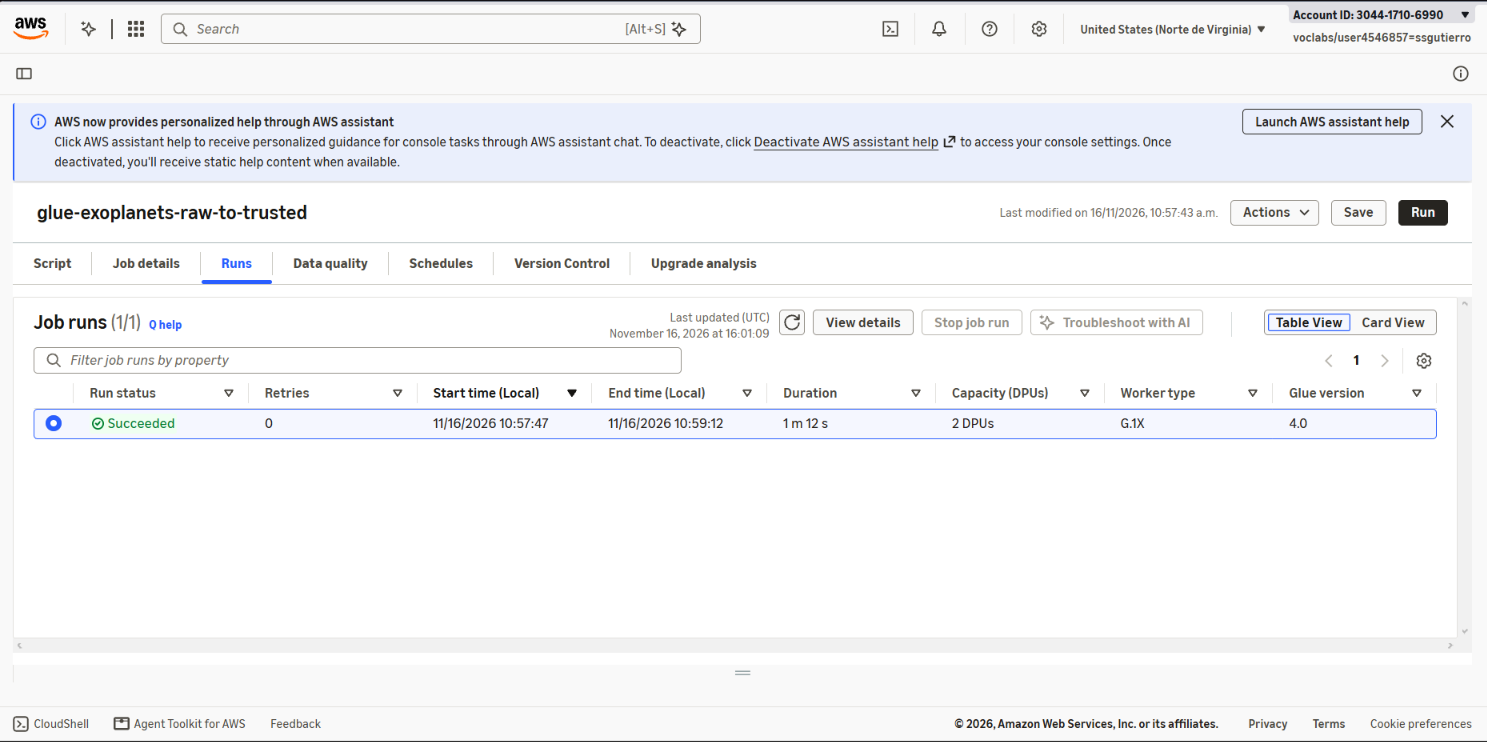 aws
Search
[Alt+S]
United States (Norte de Virginia)
Account ID: 3044-1710-6990
voclabs/user4546857=ssgutierro
AWS now provides personalized help through AWS assistant
Click AWS assistant help to receive personalized guidance for console tasks through AWS assistant chat. To deactivate, click Deactivate AWS assistant help to access your console settings. Once
deactivated, you'll receive static help content when available.
Launch AWS assistant help
glue-exoplanets-raw-to-trusted
Last modified on 16/11/2026, 10:57:43 a.m.
Actions
Save
Run
Script
Job details
Runs
Data quality
Schedules
Version Control
Upgrade analysis
Job runs (1/1) Q help
Last updated (UTC)
November 16, 2026 at 16:01:09
View details
Stop job run
Troubleshoot with AI
Table View
Card View
Filter job runs by property
1
Run status Retries Start time (Local) End time (Local) Duration Capacity (DPUs) Worker type Glue version
Succeeded 0 11/16/2026 10:57:47 11/16/2026 10:59:12 1 m 12 s 2 DPUs G.1X 4.0
CloudShell
Agent Toolkit for AWS
Feedback
© 2026, Amazon Web Services, Inc. or its affiliates.
Privacy
Terms
Cookie preferences